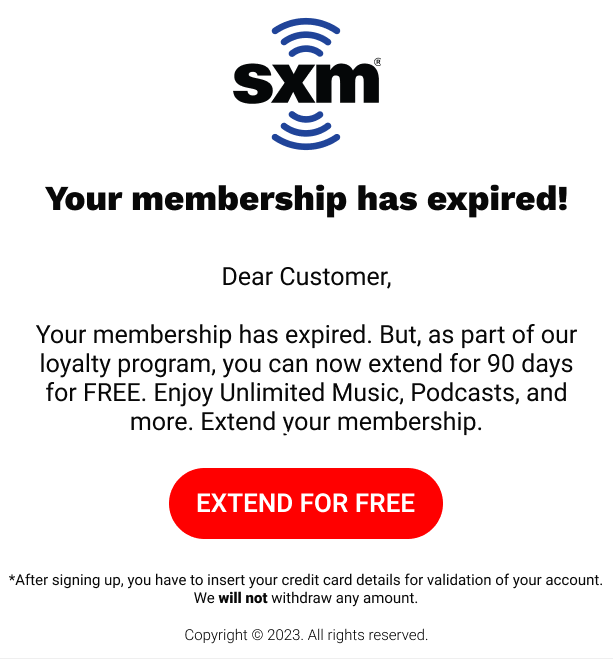 sxm®
Your membership has expired!
Dear Customer,
Your membership has expired. But, as part of our
loyalty program, you can now extend for 90 days
for FREE. Enjoy Unlimited Music, Podcasts, and
more. Extend your membership.
EXTEND FOR FREE
*After signing up, you have to insert your credit card details for validation of your account.
We will not withdraw any amount.
Copyright © 2023. All rights reserved.